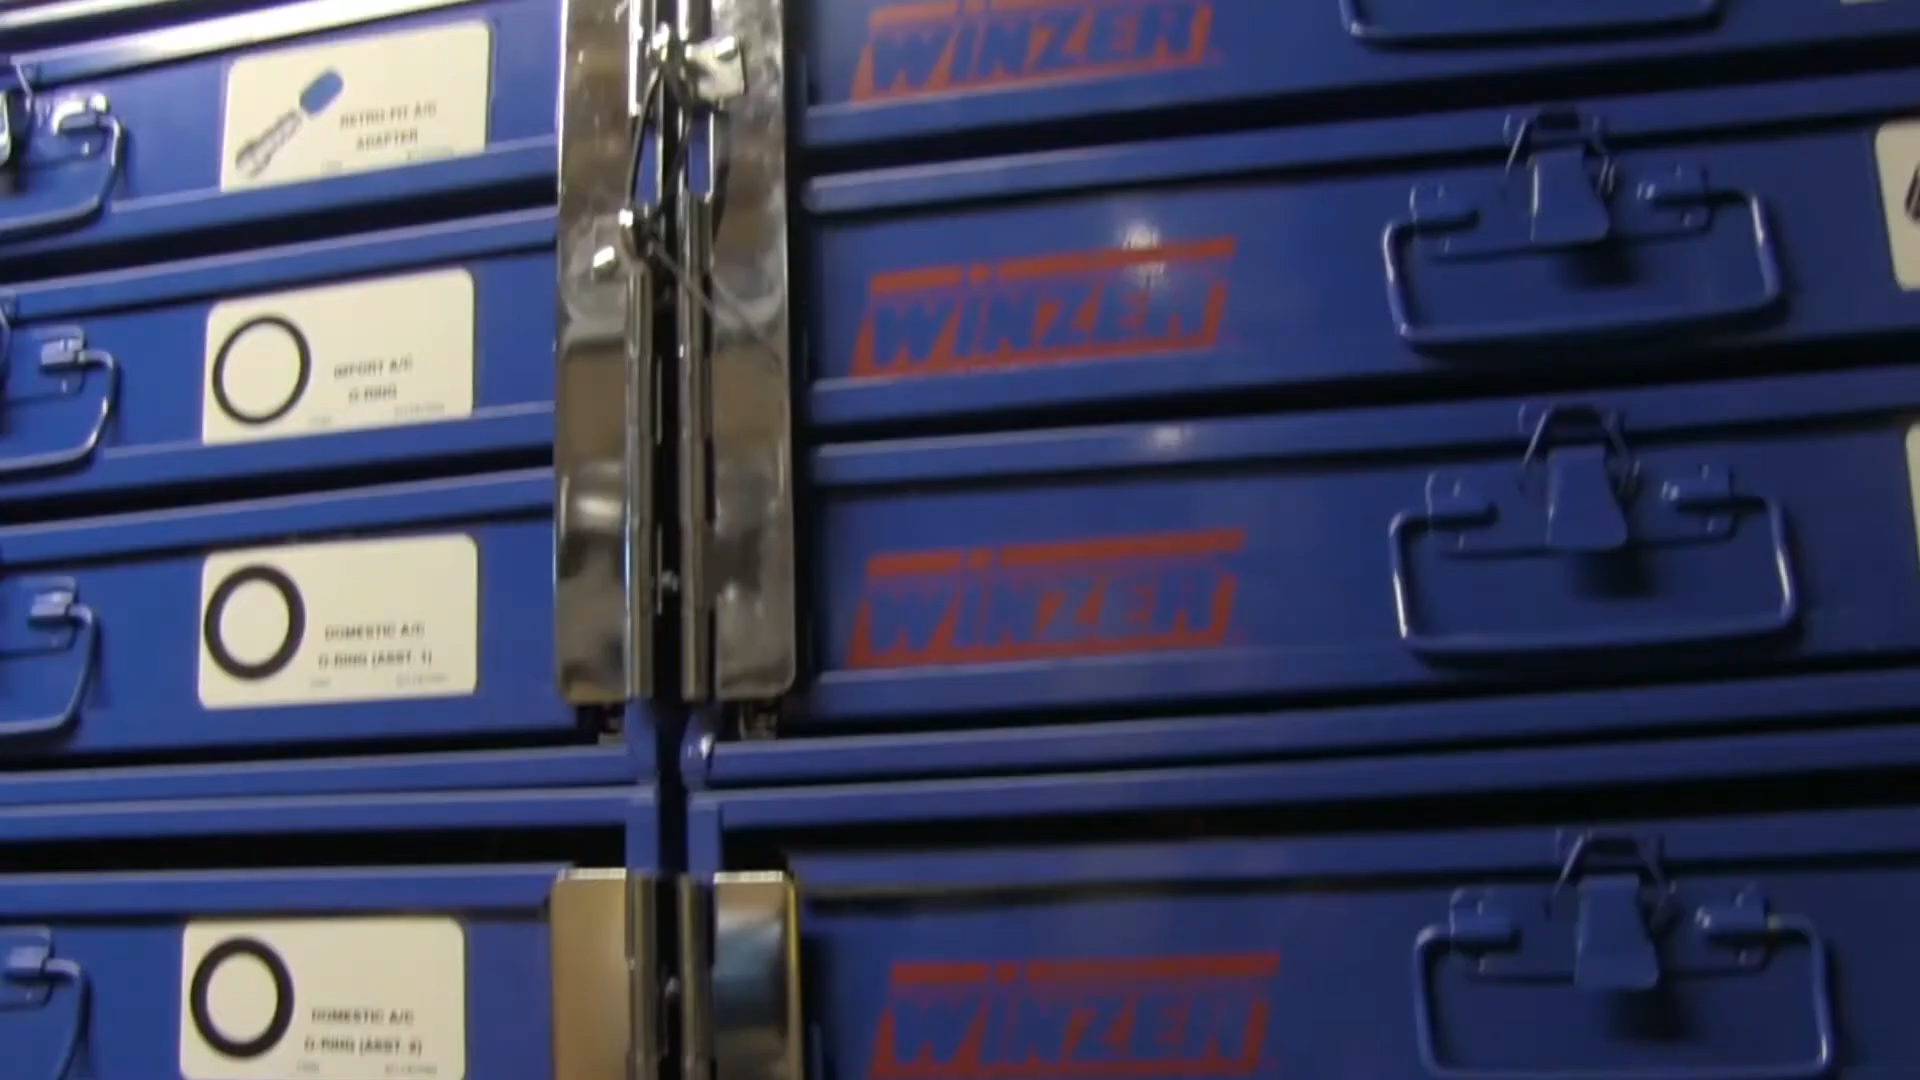 RETRO-FIT A/C
ADAPTER
WINZER
IMPORT A/C
O-RING
WINZER
DOMESTIC A/C
O-RING (ASST. 1)
WINZER
DOMESTIC A/C
O-RING (ASST. 2)
WINZER